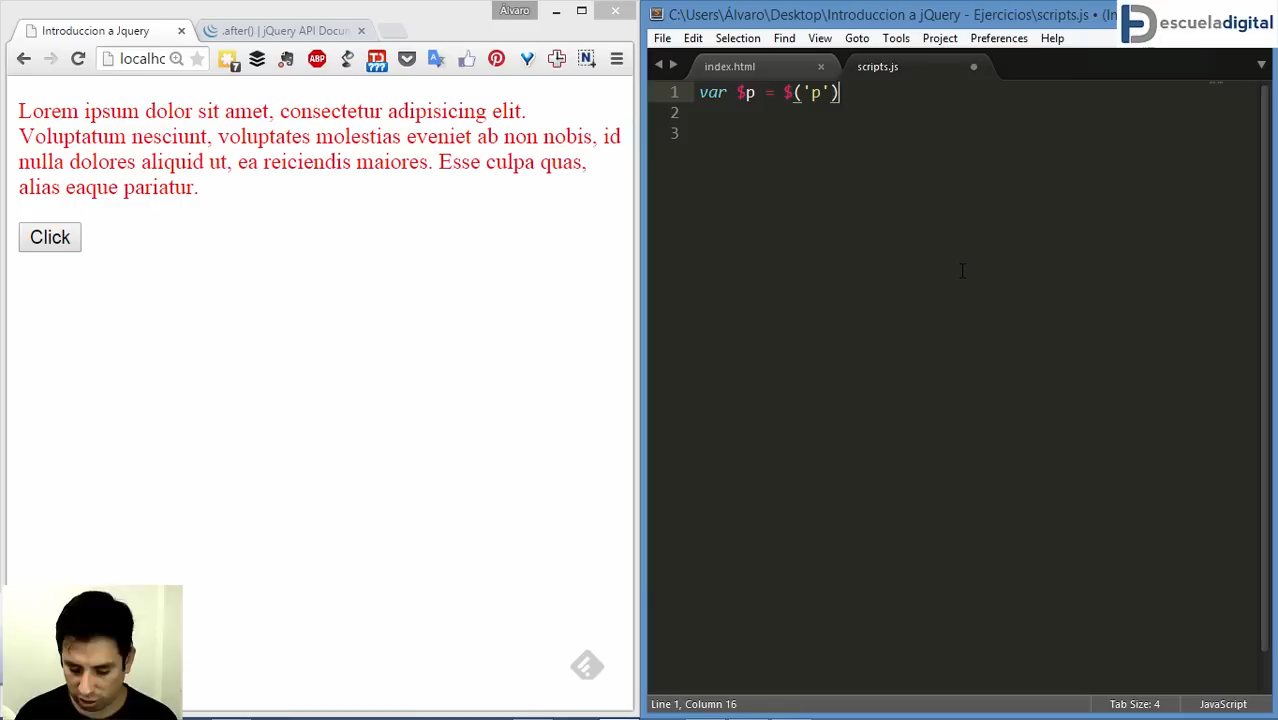 Álvaro
Introduccion a Jquery
.after() | jQuery API Docum
localhc
Lorem ipsum dolor sit amet, consectetur adipisicing elit.
Voluptatum nesciunt, voluptates molestias eveniet ab non nobis, id
nulla dolores aliquid ut, ea reiciendis maiores. Esse culpa quas,
alias eaque pariatur.
Click
C:\Users\Álvaro\Desktop\Introduccion a jQuery - Ejercicios\scripts.js • (In
escueladigital
File Edit Selection Find View Goto Tools Project Preferences Help
index.html
scripts.js
1 var $p = $('p')
2
3
Line 1, Column 16
Tab Size: 4
JavaScript